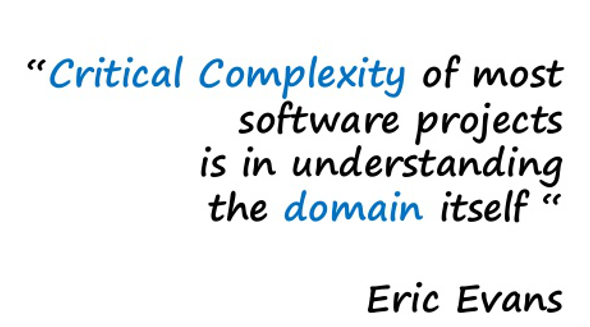 “Critical Complexity of most
software projects
is in understanding
the domain itself “
Eric Evans